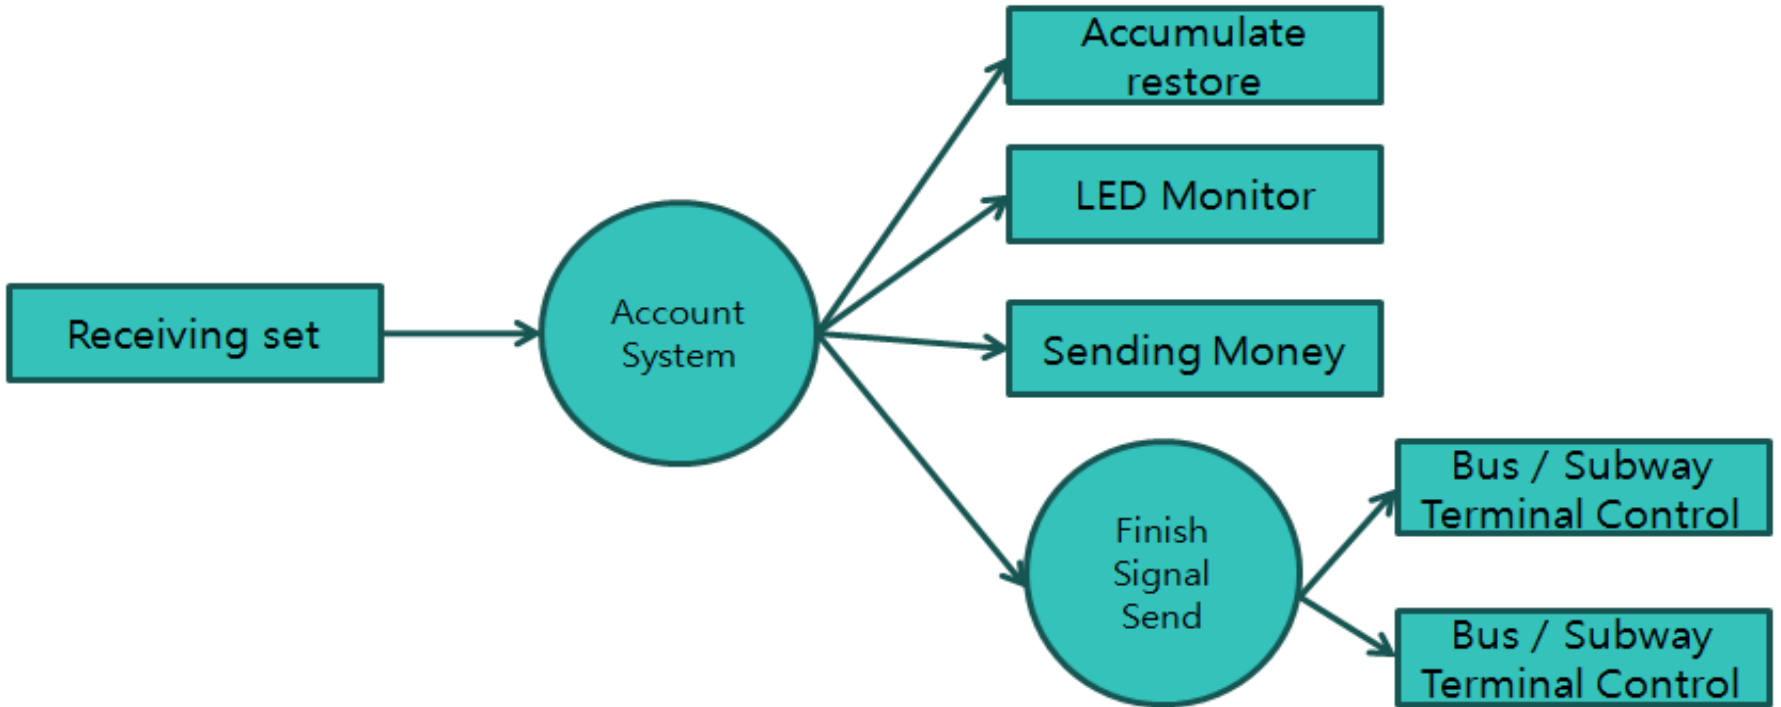 Accumulate
restore
LED Monitor
Receiving set
Account
System
Sending Money
Finish
Signal
Send
Bus / Subway
Terminal Control
Bus / Subway
Terminal Control